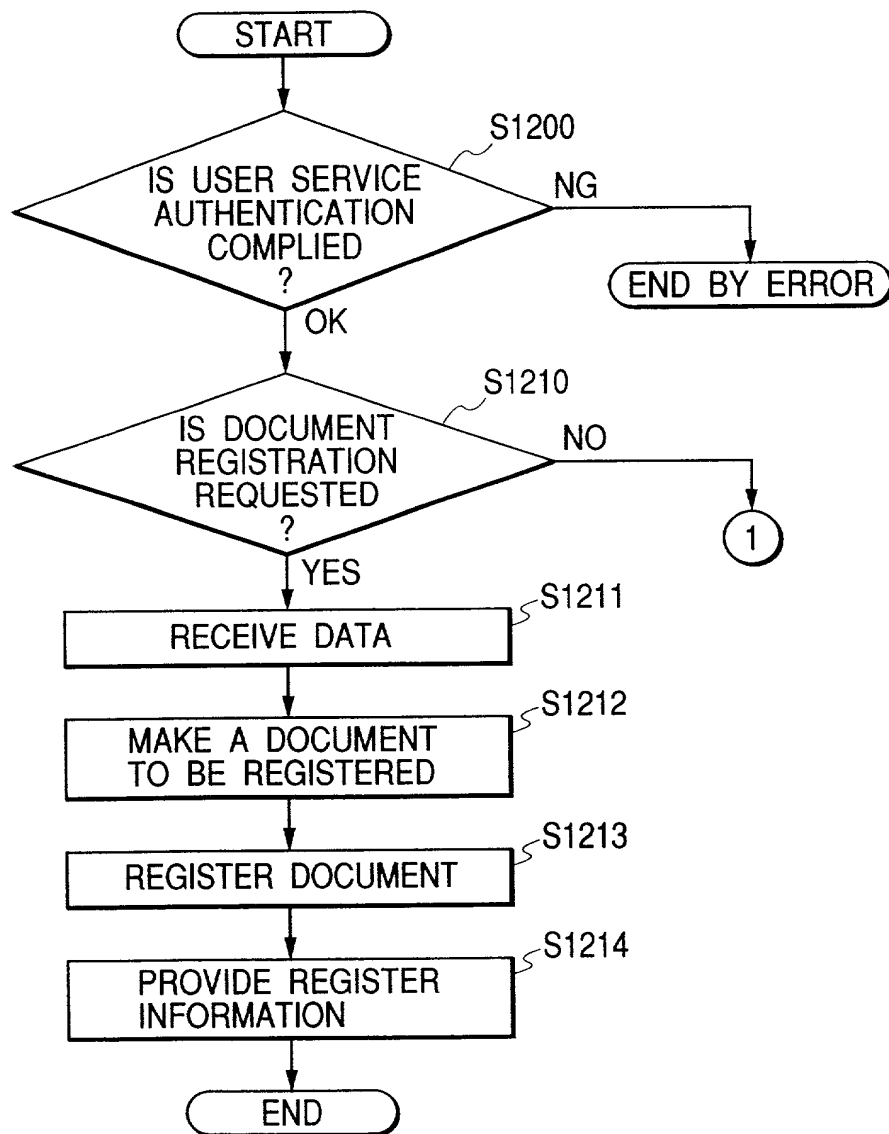 START
S1200
IS USER SERVICE
AUTHENTICATION
COMPLIED
?
NG
END BY ERROR
OK
S1210
IS DOCUMENT
REGISTRATION
REQUESTED
?
NO
1
YES
S1211
RECEIVE DATA
S1212
MAKE A DOCUMENT
TO BE REGISTERED
S1213
REGISTER DOCUMENT
S1214
PROVIDE REGISTER
INFORMATION
END